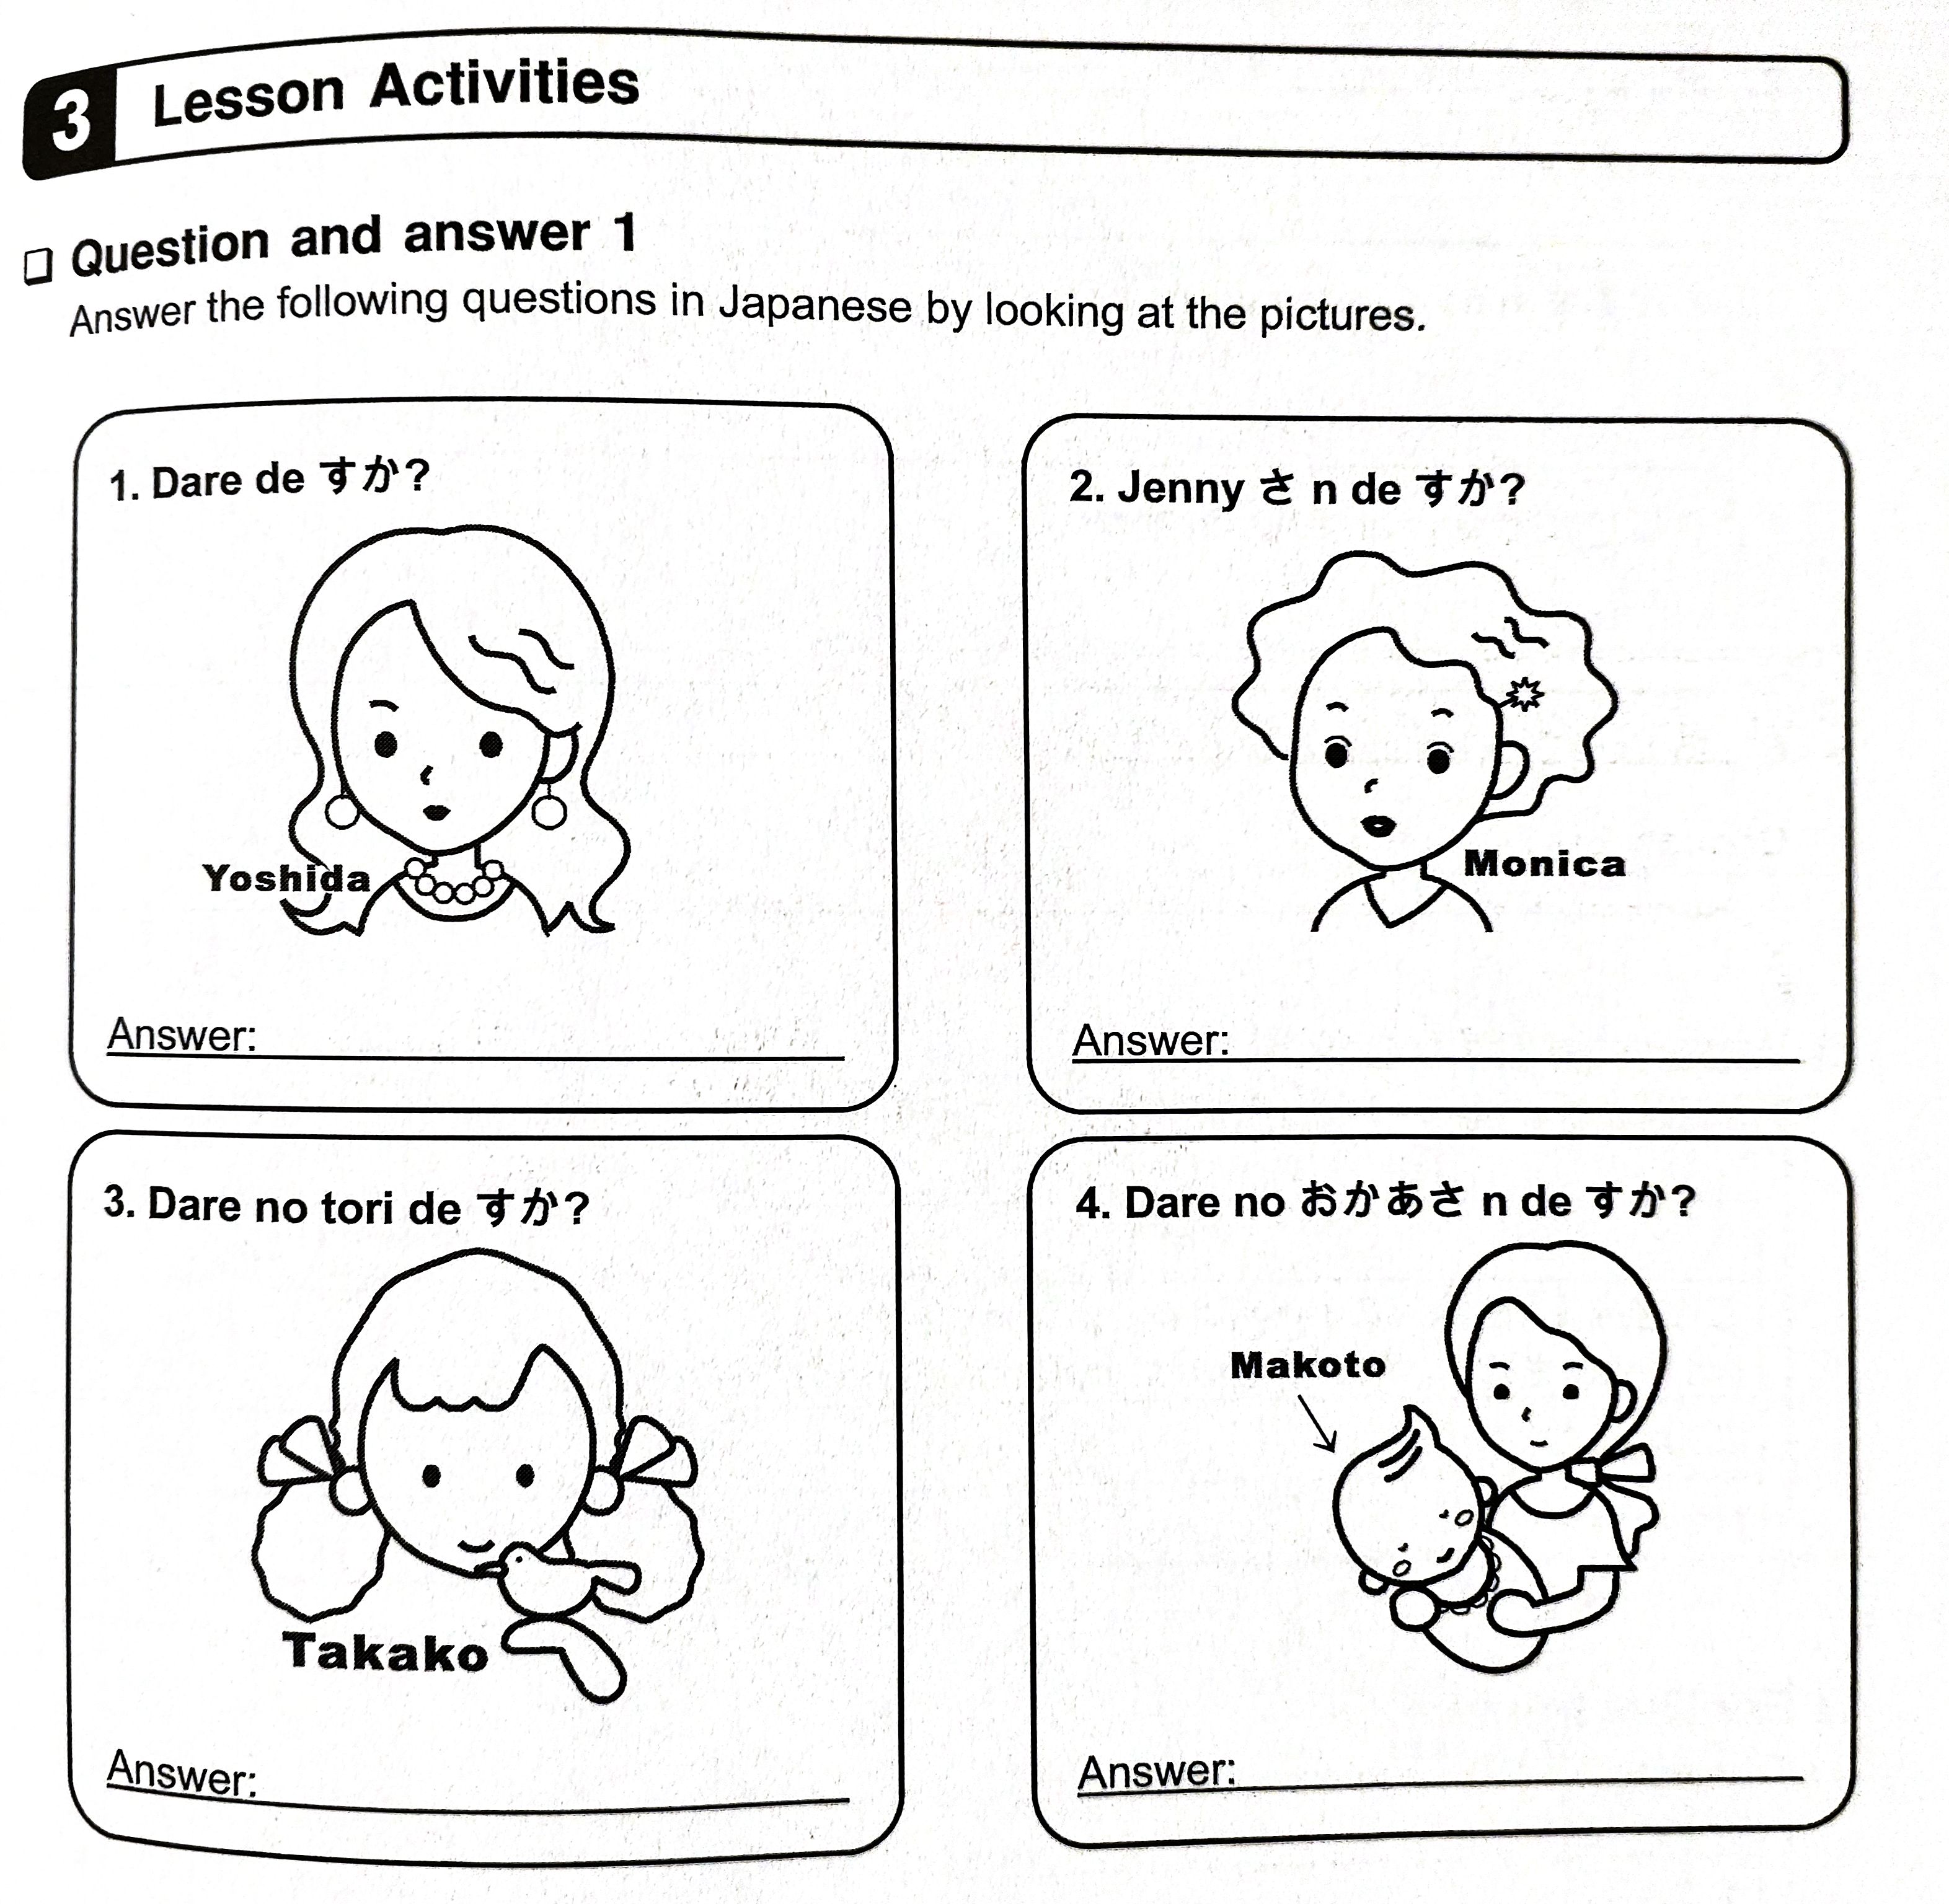 3 Lesson Activities
❏ Question and answer 1
Answer the following questions in Japanese by looking at the pictures.
1. Dare de すか?
Yoshida
Answer:
2. Jenny さ n de すか?
Monica
Answer:
3. Dare no tori de すか?
Takako
Answer:
4. Dare no おかあさ n de すか?
Makoto
Answer: